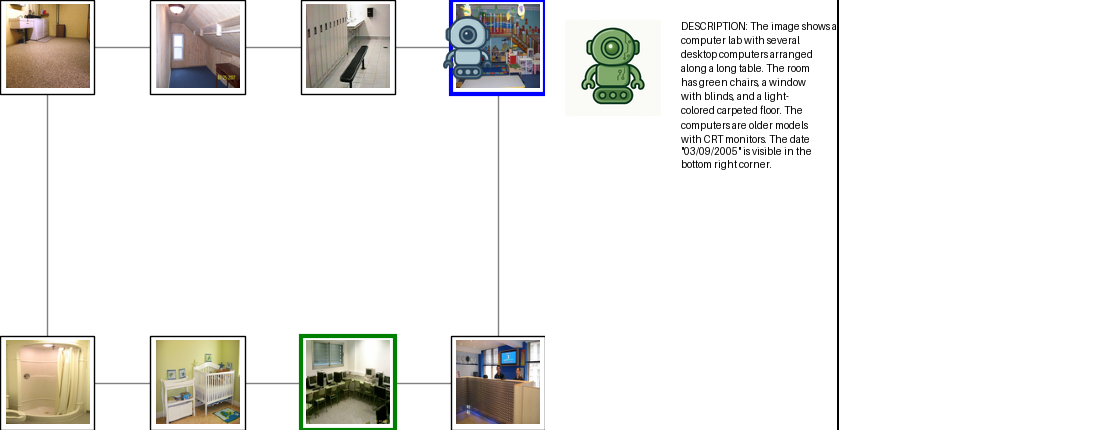 DESCRIPTION: The image shows a
computer lab with several
desktop computers arranged
along a long table. The room
has green chairs, a window
with blinds, and a light-
colored carpeted floor. The
computers are older models
with CRT monitors. The date
"03/09/2005" is visible in the
bottom right corner.